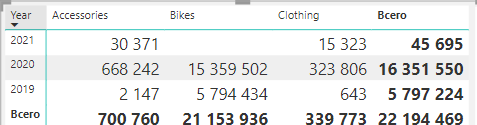 Year Accessories Bikes Clothing Всего
2021 30 371 15 323 45 695
2020 668 242 15 359 502 323 806 16 351 550
2019 2 147 5 794 434 643 5 797 224
Всего 700 760 21 153 936 339 773 22 194 469